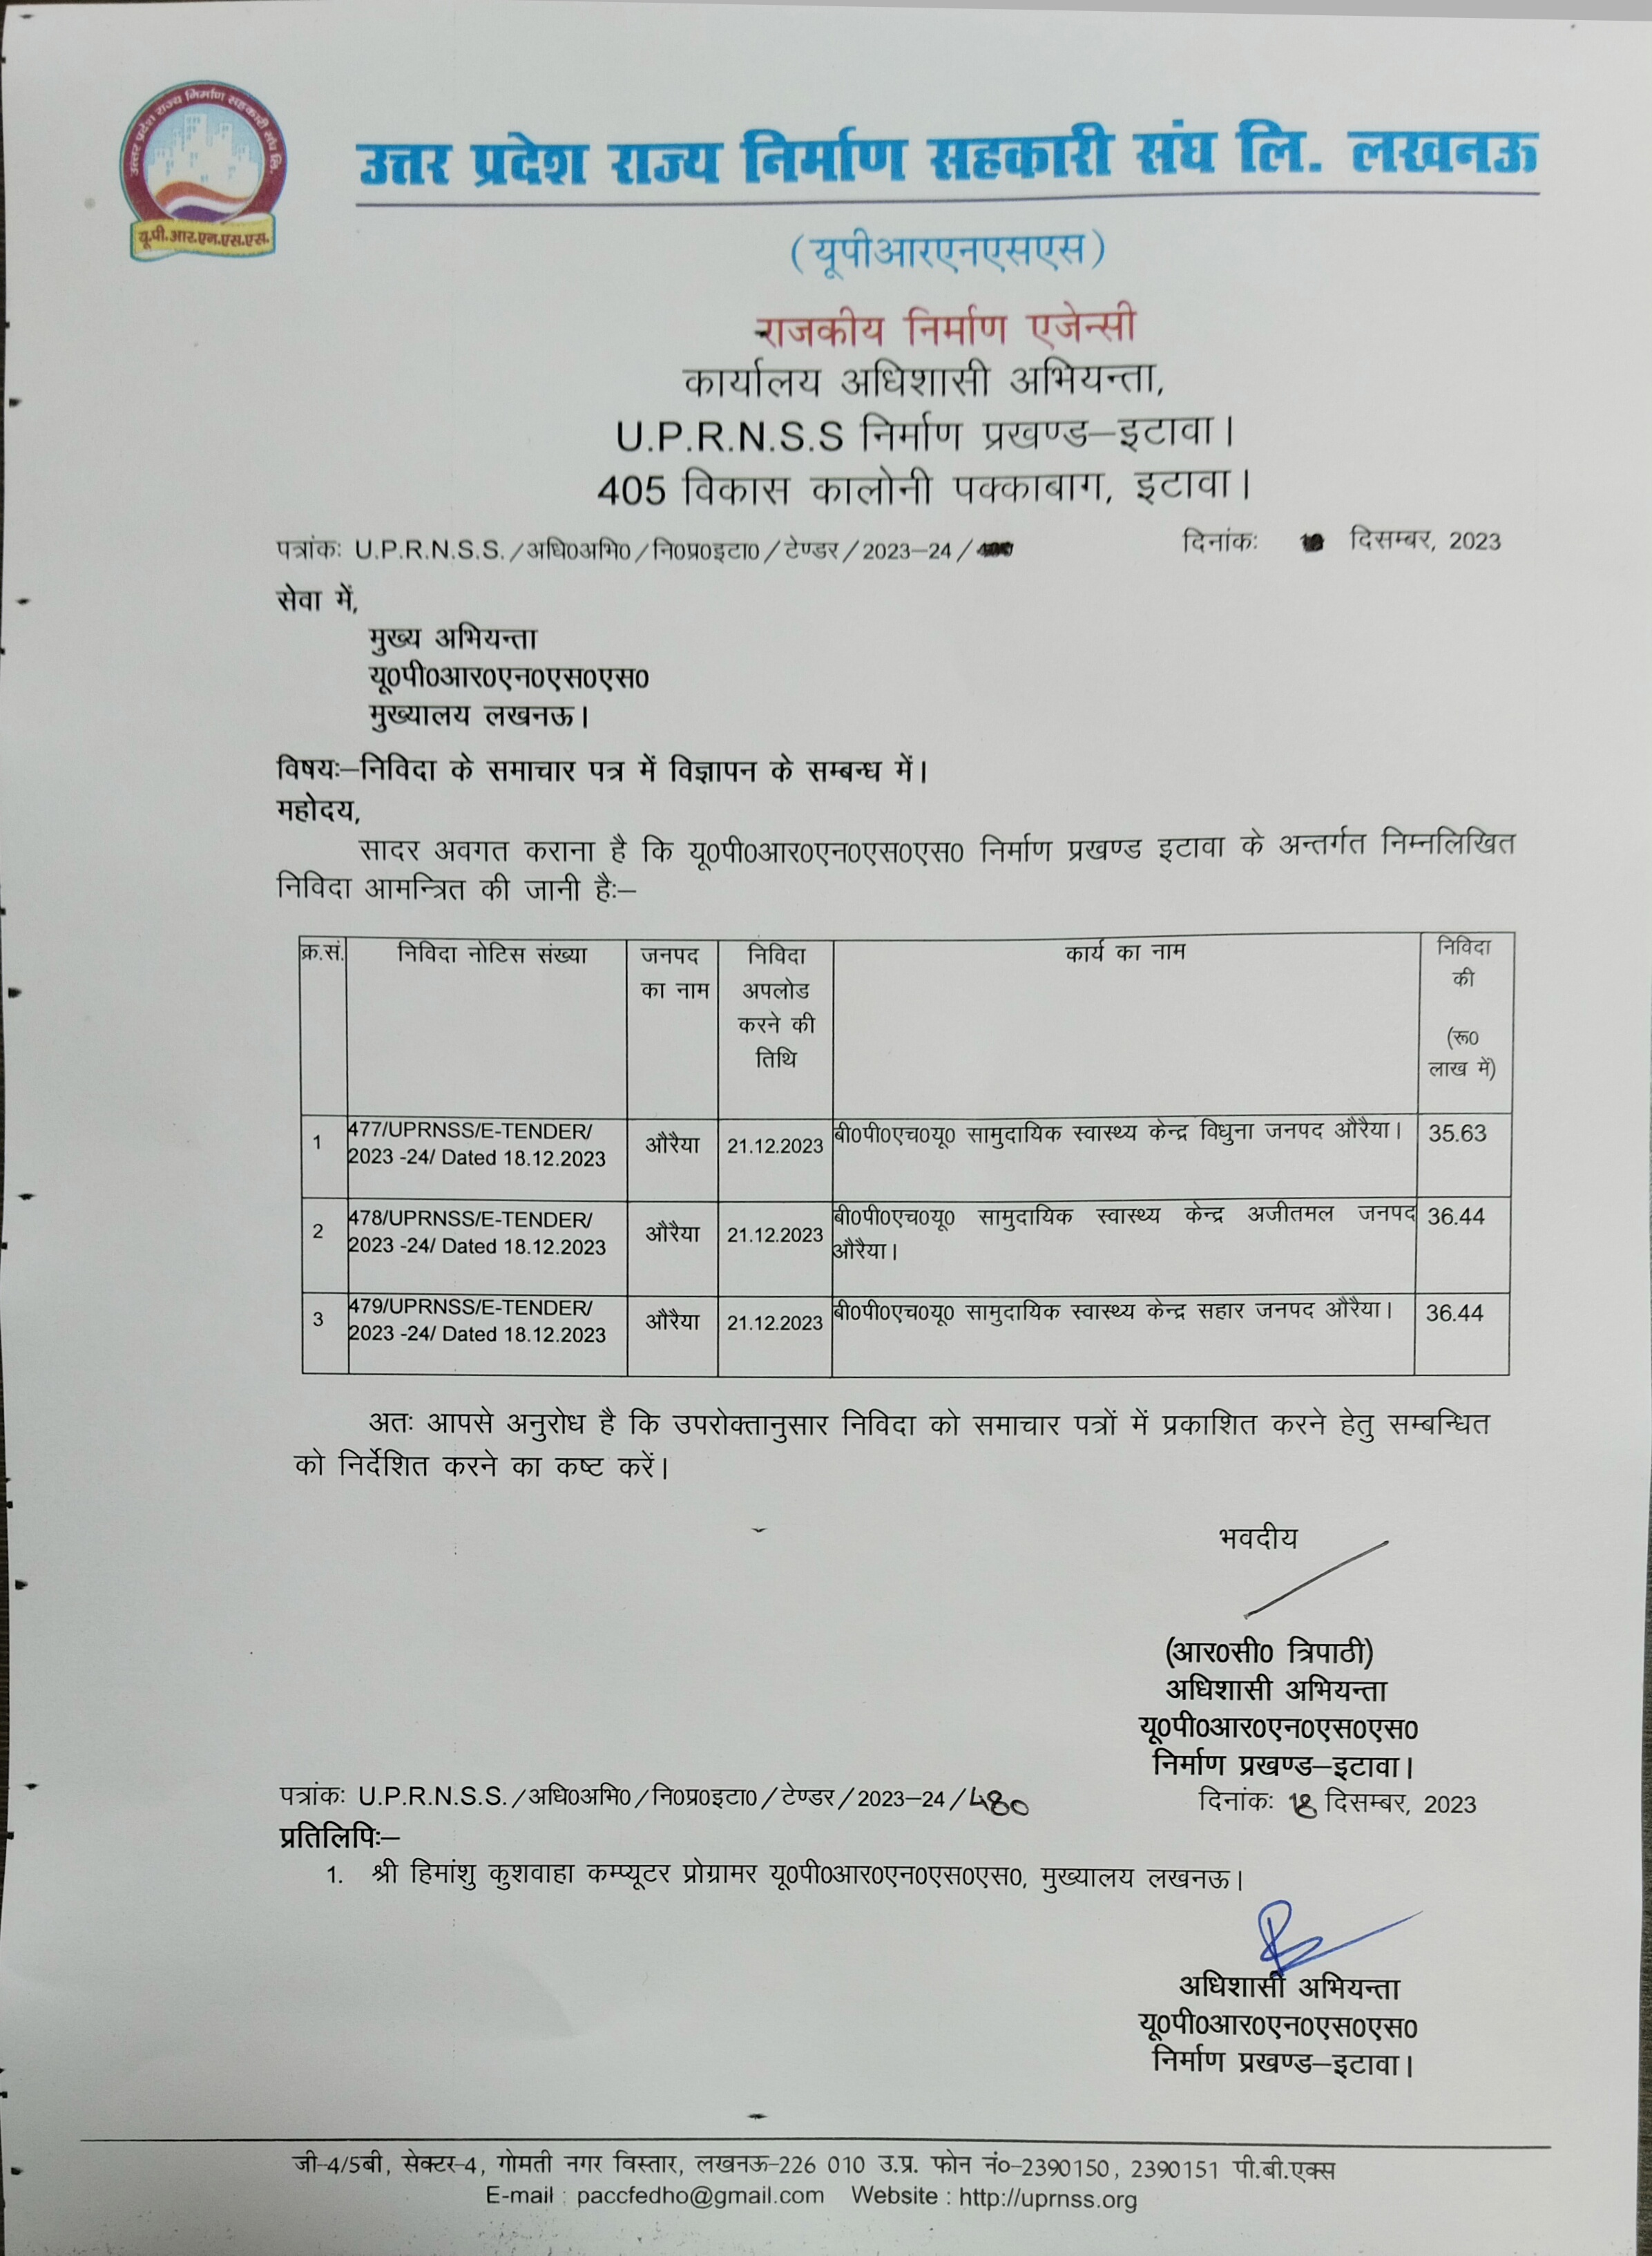 उत्तर प्रदेश राज्य निर्माण सहकारी संघ लि.
यू.पी.आर.एन.एस.एस.
उत्तर प्रदेश राज्य निर्माण सहकारी संघ लि. लखनऊ
(यूपीआरएनएसएस)
राजकीय निर्माण एजेन्सी
कार्यालय अधिशासी अभियन्ता,
U.P.R.N.S.S निर्माण प्रखण्ड–इटावा।
405 विकास कालोनी पक्काबाग, इटावा।
पत्रांकः U.P.R.N.S.S./अधि0अभि0/नि0प्र0इटा0/टेण्डर/2023–24/ दिनांकः दिसम्बर, 2023
सेवा में,
मुख्य अभियन्ता
यू0पी0आर0एन0एस0एस0
मुख्यालय लखनऊ।
विषयः–निविदा के समाचार पत्र में विज्ञापन के सम्बन्ध में।
महोदय,
सादर अवगत कराना है कि यू0पी0आर0एन0एस0एस0 निर्माण प्रखण्ड इटावा के अन्तर्गत निम्नलिखित
निविदा आमन्त्रित की जानी हैः–
क्र.सं. निविदा नोटिस संख्या जनपद निविदा कार्य का नाम निविदा
का नाम अपलोड की
करने की (रू0
तिथि लाख में)
1 477/UPRNSS/E-TENDER/ औरैया 21.12.2023 बी0पी0एच0यू0 सामुदायिक स्वास्थ्य केन्द्र विधुना जनपद औरैया। 35.63
2023 -24/ Dated 18.12.2023
2 478/UPRNSS/E-TENDER/ औरैया 21.12.2023 बी0पी0एच0यू0 सामुदायिक स्वास्थ्य केन्द्र अजीतमल जनपद 36.44
2023 -24/ Dated 18.12.2023 औरैया।
3 479/UPRNSS/E-TENDER/ औरैया 21.12.2023 बी0पी0एच0यू0 सामुदायिक स्वास्थ्य केन्द्र सहार जनपद औरैया। 36.44
2023 -24/ Dated 18.12.2023
अतः आपसे अनुरोध है कि उपरोक्तानुसार निविदा को समाचार पत्रों में प्रकाशित करने हेतु सम्बन्धित
को निर्देशित करने का कष्ट करें।
भवदीय
(आर0सी0 त्रिपाठी)
अधिशासी अभियन्ता
यू0पी0आर0एन0एस0एस0
निर्माण प्रखण्ड–इटावा।
पत्रांकः U.P.R.N.S.S./अधि0अभि0/नि0प्र0इटा0/टेण्डर/2023–24/480 दिनांकः 18 दिसम्बर, 2023
प्रतिलिपिः–
1. श्री हिमांशु कुशवाहा कम्प्यूटर प्रोग्रामर यू0पी0आर0एन0एस0एस0, मुख्यालय लखनऊ।
अधिशासी अभियन्ता
यू0पी0आर0एन0एस0एस0
निर्माण प्रखण्ड–इटावा।
जी-4/5बी, सेक्टर-4, गोमती नगर विस्तार, लखनऊ-226 010 उ.प्र. फोन नं०-2390150, 2390151 पी.बी.एक्स
E-mail : paccfedho@gmail.com Website : http://uprnss.org